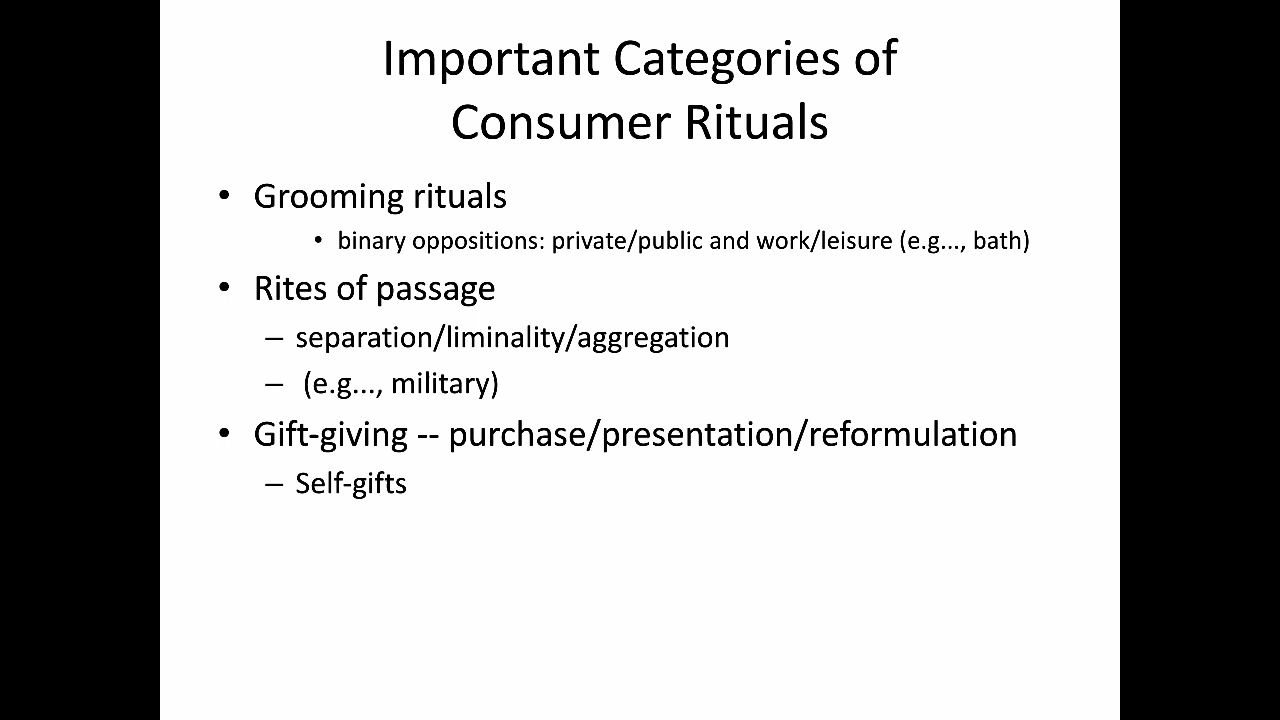 Important Categories of
Consumer Rituals
• Grooming rituals
• binary oppositions: private/public and work/leisure (e.g..., bath)
• Rites of passage
– separation/liminality/aggregation
– (e.g..., military)
• Gift-giving -- purchase/presentation/reformulation
– Self-gifts